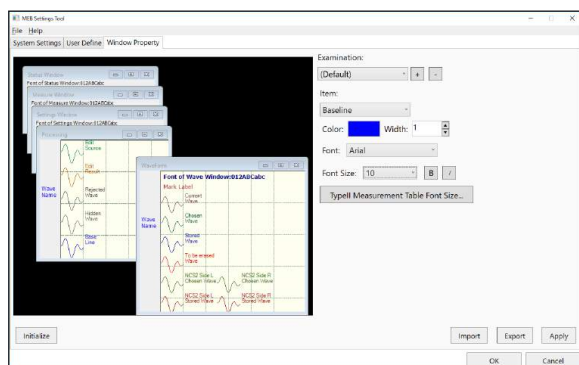 MEB Settings Tool
File Help
System Settings User Define Window Property
Status Window
Font of Status Window:012ABCabc
Measure Window
Font of Measure Window:012ABCabc
Settings Window
Font of Settings Window:012ABCabc
Processing
Edit
Source
Edit
Result
Wave
Name
Rejected
Wave
Hidden
Wave
Base
Line
Waveform
Font of Wave Window:012ABCabc
Mark Label
Current
Wave
Wave
Name
Chosen
Wave
Stored
Wave
To be erased
Wave
NCS2 Side L
Chosen Wave
NCS2 Side R
Chosen Wave
NCS2 Side L
Stored Wave
NCS2 Side R
Stored Wave
Examination:
(Default) + -
Item:
Baseline
Color: Width: 1
Font: Arial
Font Size: 10 B I
TypeII Measurement Table Font Size...
Initialize Import Export Apply
OK Cancel